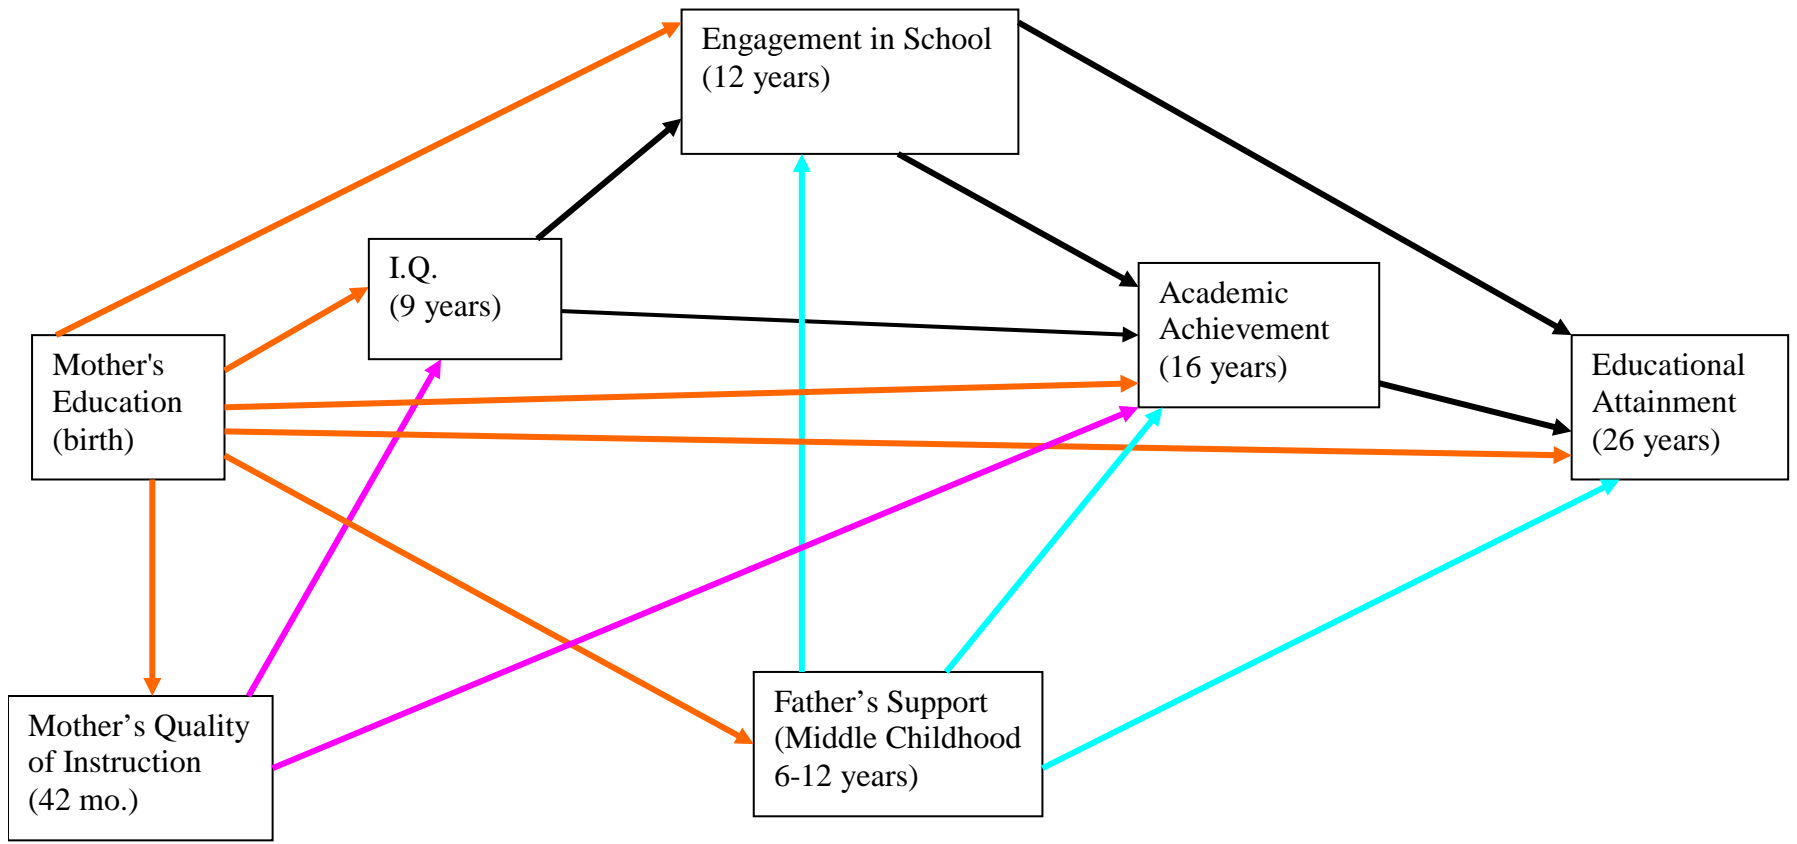 Engagement in School
(12 years)
I.Q.
(9 years)
Academic
Achievement
(16 years)
Mother's
Education
(birth)
Educational
Attainment
(26 years)
Mother’s Quality
of Instruction
(42 mo.)
Father’s Support
(Middle Childhood
6-12 years)